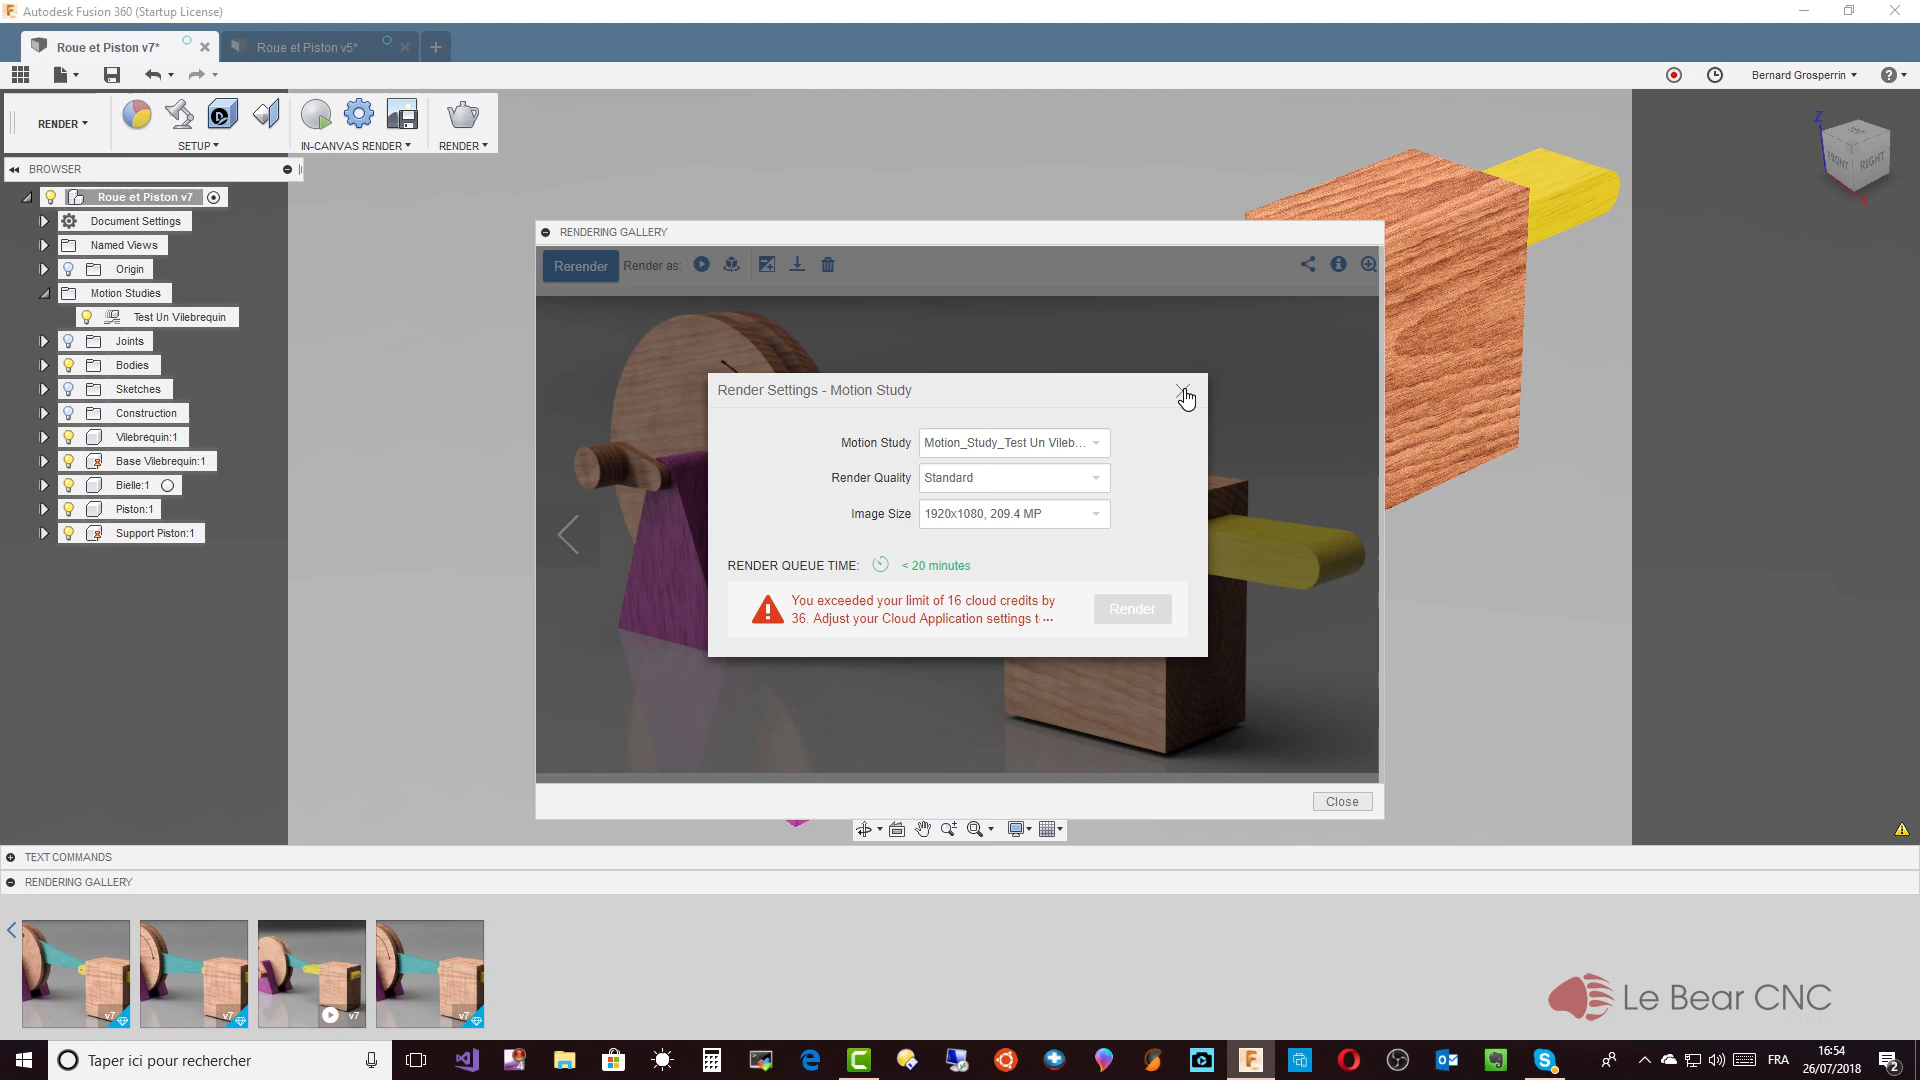 Autodesk Fusion 360 (Startup License)
Roue et Piston v7*
Roue et Piston v5*
Bernard Grosperrin
RENDER
SETUP
IN-CANVAS RENDER
RENDER
BROWSER
Roue et Piston v7
Document Settings
Named Views
Origin
Motion Studies
Test Un Vilebrequin
Joints
Bodies
Sketches
Construction
Vilebrequin:1
Base Vilebrequin:1
Bielle:1
Piston:1
Support Piston:1
Z
TOP
FRONT
RIGHT
X
RENDERING GALLERY
Rerender
Render as:
Render Settings - Motion Study
Motion Study
Motion_Study_Test Un Vileb...
Render Quality
Standard
Image Size
1920x1080, 209.4 MP
RENDER QUEUE TIME:
< 20 minutes
You exceeded your limit of 16 cloud credits by
36. Adjust your Cloud Application settings t ...
Render
Close
TEXT COMMANDS
RENDERING GALLERY
v7
v7
v7
v7
Le Bear CNC
Taper ici pour rechercher
FRA
16:54
26/07/2018
2